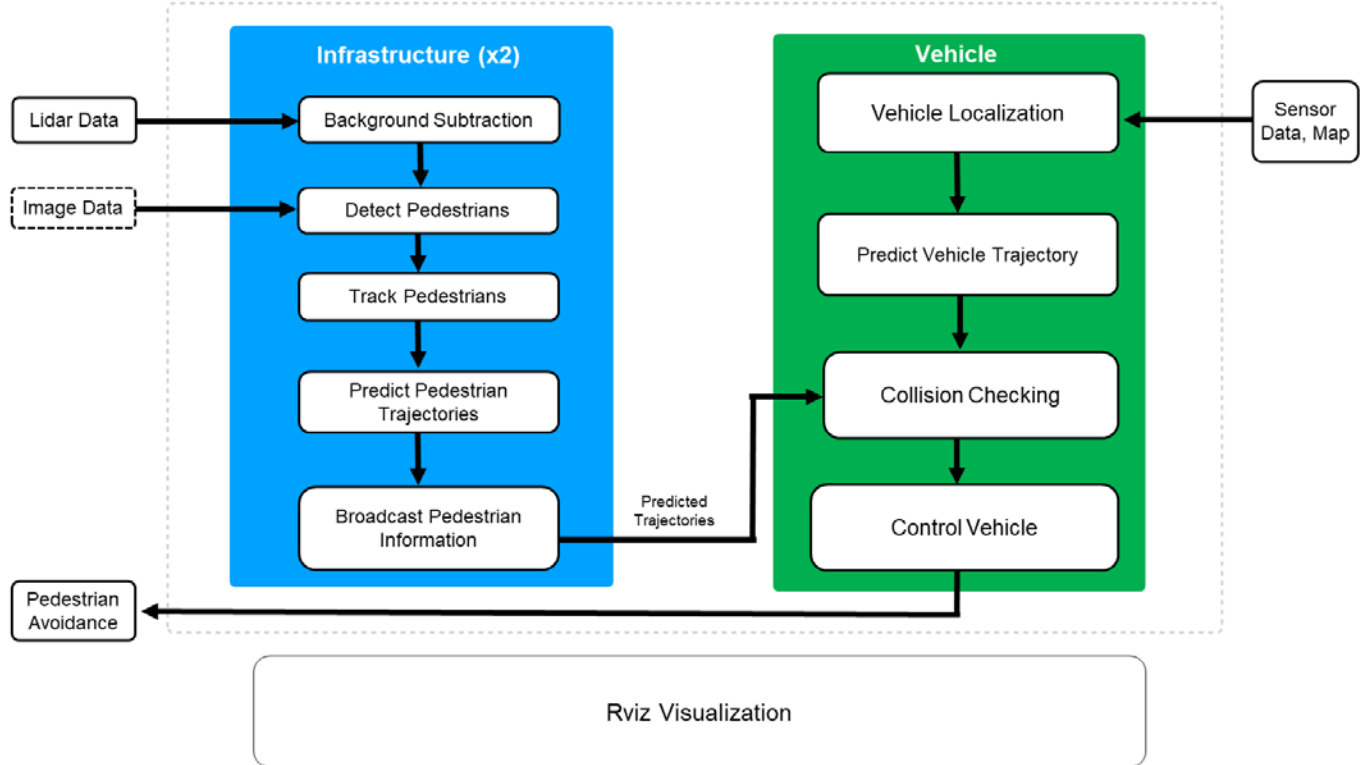 Infrastructure (x2)
Vehicle
Lidar Data
Background Subtraction
Image Data
Detect Pedestrians
Track Pedestrians
Predict Pedestrian
Trajectories
Broadcast Pedestrian
Information
Predicted
Trajectories
Vehicle Localization
Sensor
Data, Map
Predict Vehicle Trajectory
Collision Checking
Control Vehicle
Pedestrian
Avoidance
Rviz Visualization